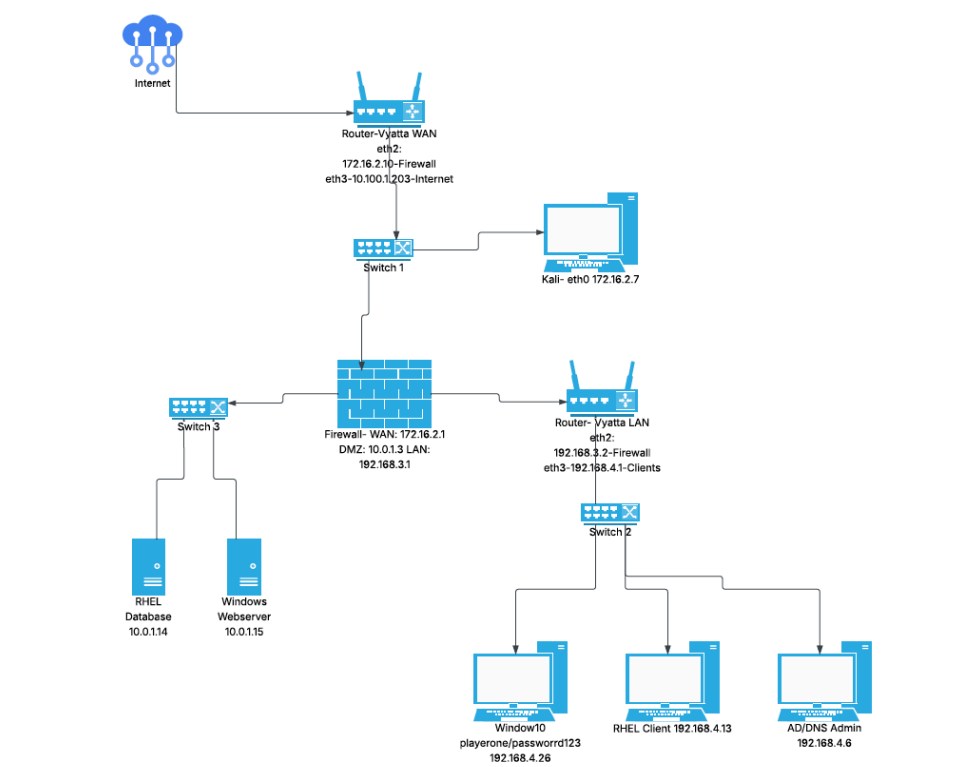 Internet
Router-Vyatta WAN
eth2:
172.16.2.10-Firewall
eth3-10.100.1.203-Internet
Switch 1
Kali- eth0 172.16.2.7
Firewall- WAN: 172.16.2.1
DMZ: 10.0.1.3 LAN:
192.168.3.1
Switch 3
Router- Vyatta LAN
eth2:
192.168.3.2-Firewall
eth3-192.168.4.1-Clients
Switch 2
RHEL
Database
10.0.1.14
Windows
Webserver
10.0.1.15
Window10
playerone/passworrd123
192.168.4.26
RHEL Client 192.168.4.13
AD/DNS Admin
192.168.4.6